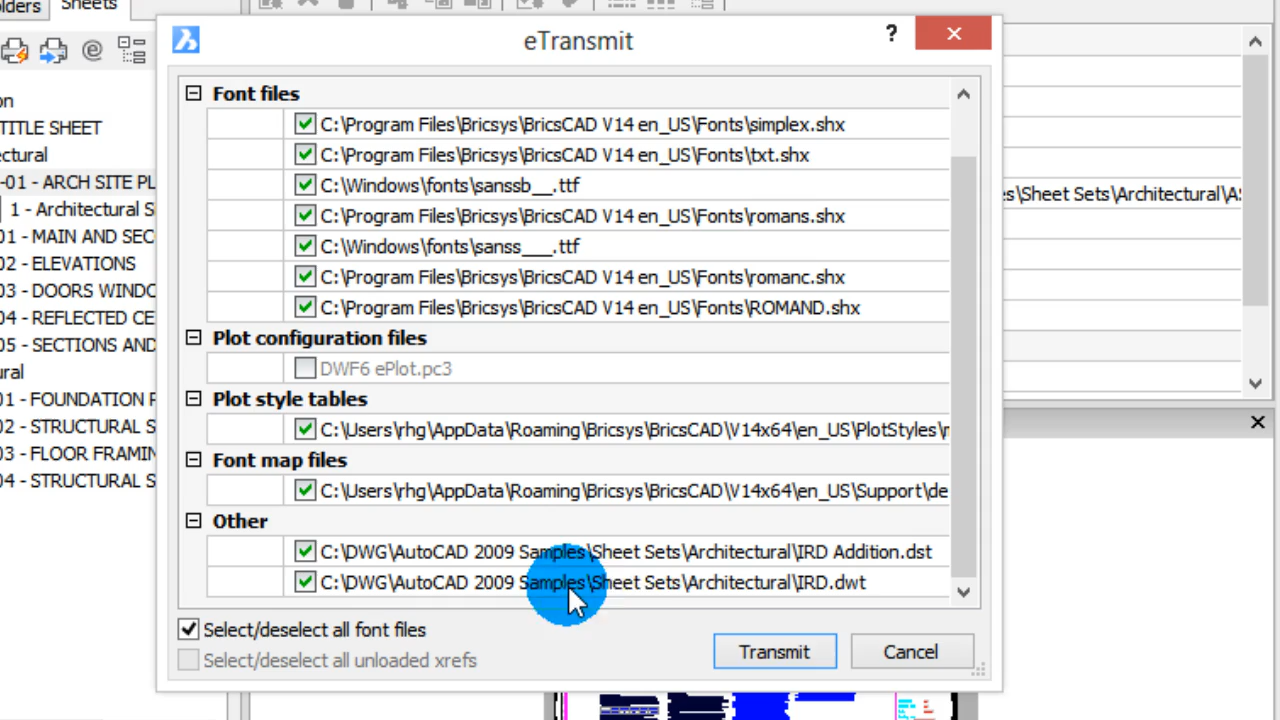 olders Sheets
eTransmit
?
on
TITLE SHEET
ectural
-01 - ARCH SITE PL
1 - Architectural S
01 - MAIN AND SEC
02 - ELEVATIONS
03 - DOORS WINDO
04 - REFLECTED CE
05 - SECTIONS AND
ural
01 - FOUNDATION P
02 - STRUCTURAL S
03 - FLOOR FRAMIN
04 - STRUCTURAL S
Font files
C:\Program Files\Bricsys\BricsCAD V14 en_US\Fonts\simplex.shx
C:\Program Files\Bricsys\BricsCAD V14 en_US\Fonts\txt.shx
C:\Windows\fonts\sanssb__.ttf
C:\Program Files\Bricsys\BricsCAD V14 en_US\Fonts\romans.shx
C:\Windows\fonts\sanss___.ttf
C:\Program Files\Bricsys\BricsCAD V14 en_US\Fonts\romanc.shx
C:\Program Files\Bricsys\BricsCAD V14 en_US\Fonts\ROMAND.shx
Plot configuration files
DWF6 ePlot.pc3
Plot style tables
C:\Users\rhg\AppData\Roaming\Bricsys\BricsCAD\V14x64\en_US\PlotStyles\
Font map files
C:\Users\rhg\AppData\Roaming\Bricsys\BricsCAD\V14x64\en_US\Support\de
Other
C:\DWG\AutoCAD 2009 Samples\Sheet Sets\Architectural\IRD Addition.dst
C:\DWG\AutoCAD 2009 Samples\Sheet Sets\Architectural\IRD.dwt
Select/deselect all font files
Select/deselect all unloaded xrefs
Transmit
Cancel
es\Sheet Sets\Architectural\A